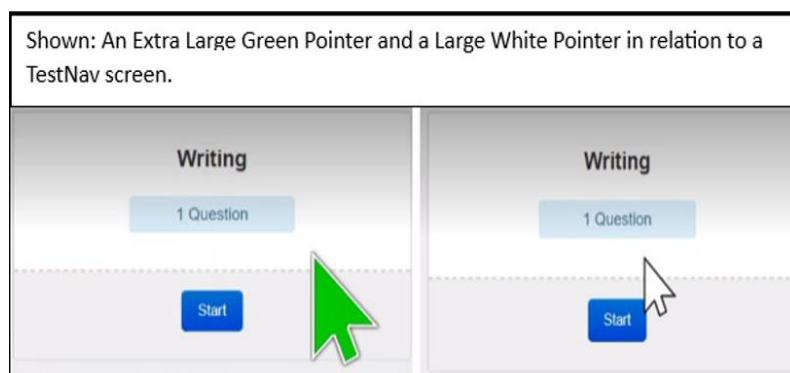 Shown: An Extra Large Green Pointer and a Large White Pointer in relation to a
TestNav screen.
Writing
1 Question
Start
Writing
1 Question
Start